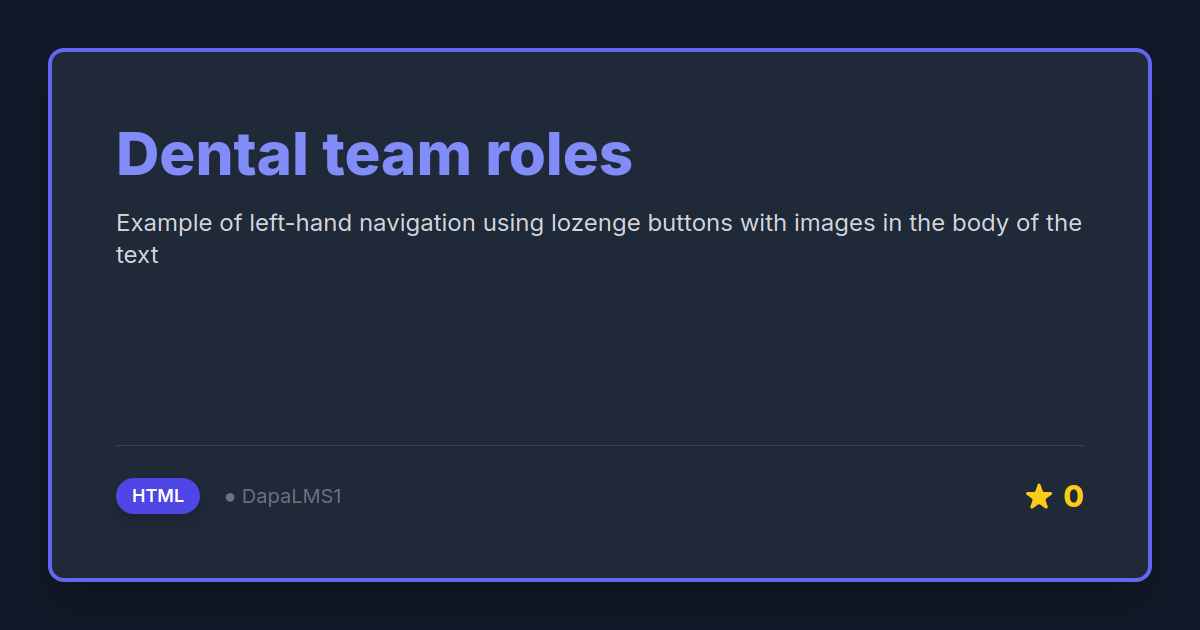 Dental team roles
Example of left-hand navigation using lozenge buttons with images in the body of the
text
HTML
DapaLMS1
0